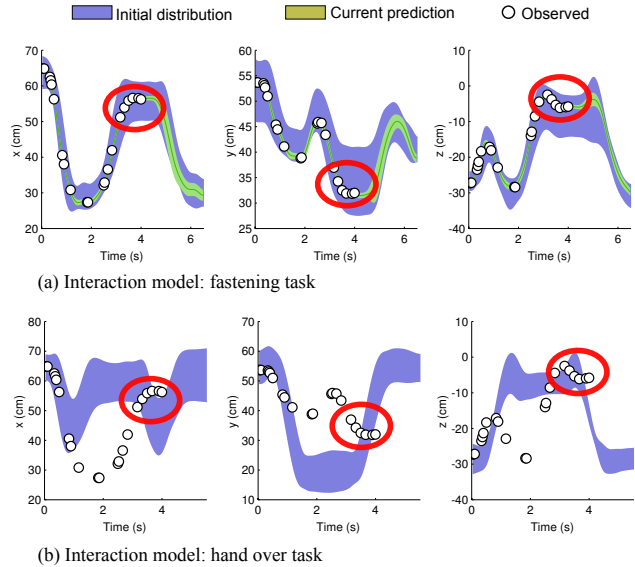 Initial distribution Current prediction Observed
70
60
50
40
30
20
x (cm)
0 2 4 6
Time (s)
60
55
50
45
40
35
30
25
y (cm)
0 2 4 6
Time (s)
10
0
-10
-20
-30
-40
z (cm)
0 2 4 6
Time (s)
(a) Interaction model: fastening task
80
70
60
50
40
30
20
x (cm)
0 2 4
Time (s)
70
60
50
40
30
20
10
y (cm)
0 2 4
Time (s)
10
0
-10
-20
-30
-40
z (cm)
0 2 4
Time (s)
(b) Interaction model: hand over task